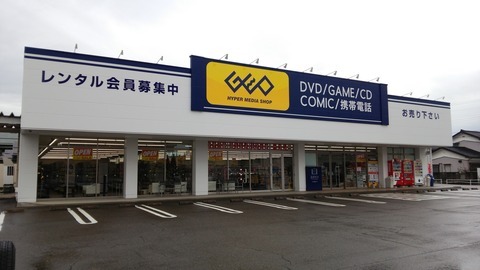 レンタル会員募集中
GEO
HYPER MEDIA SHOP
DVD/GAME/CD
COMIC/携帯電話
お売り下さい